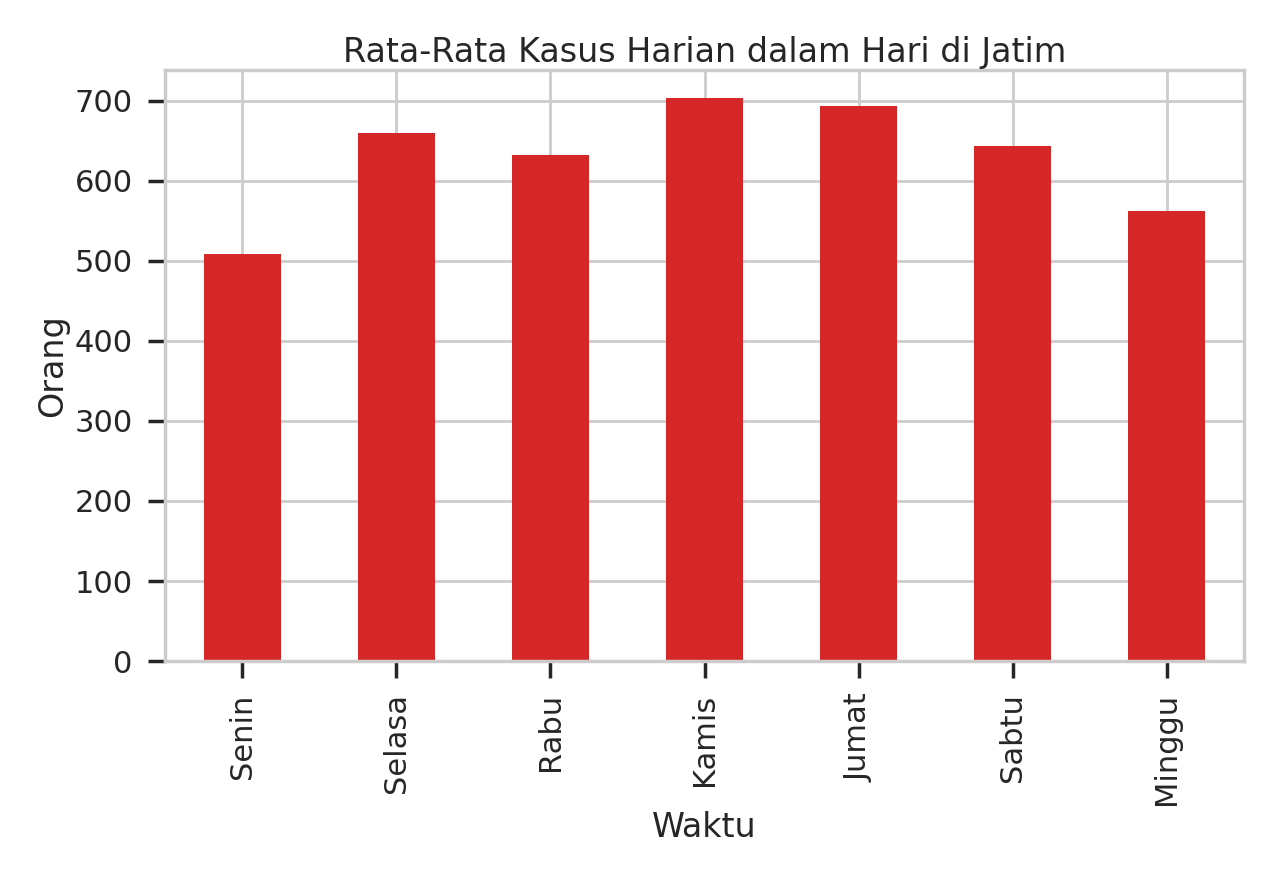 Rata-Rata Kasus Harian dalam Hari di Jatim
700
600
500
400
300
200
100
0
Orang
Senin
Selasa
Rabu
Kamis
Jumat
Sabtu
Minggu
Waktu